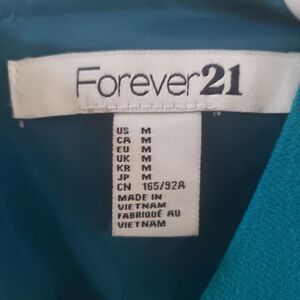 Forever21
US M
CA M
EU M
UK M
KR M
JP M
CN 165/92A
MADE IN
VIETNAM
FABRIQUÉ AU
VIETNAM